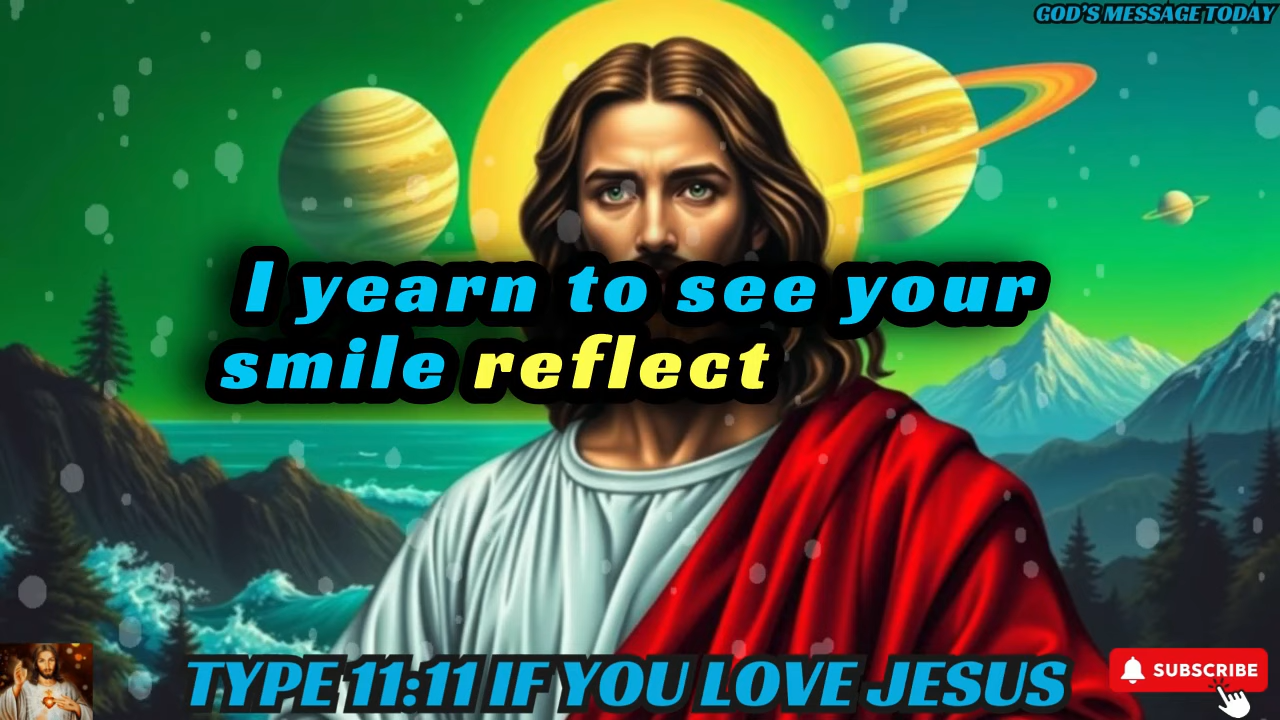 GOD'S MESSAGE TODAY
I yearn to see your
smile reflect
TYPE 11:11 IF YOU LOVE JESUS
SUBSCRIBE